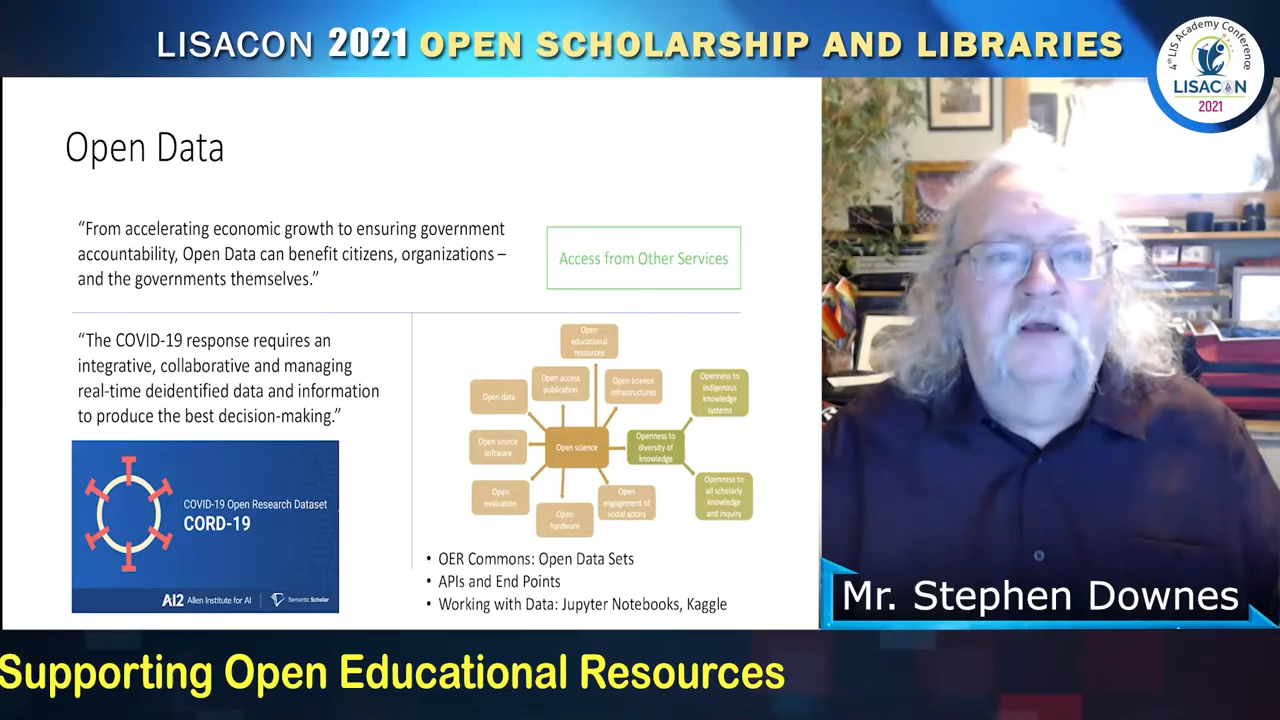 LISACON 2021 OPEN SCHOLARSHIP AND LIBRARIES
4th LIS Academy Conference
LISACON
2021
Open Data
“From accelerating economic growth to ensuring government
accountability, Open Data can benefit citizens, organizations –
and the governments themselves.”
Access from Other Services
“The COVID-19 response requires an
integrative, collaborative and managing
real-time deidentified data and information
to produce the best decision-making.”
COVID-19 Open Research Dataset
CORD-19
AI2 Allen Institute for AI
Semantic Scholar
Open
educational
resources
Open access
publication
Open science
infrastructures
Open data
Openness to
indigenous
knowledge
systems
Open source
software
Open science
Openness to
diversity of
knowledge
Open
evaluation
Open
hardware
Open
engagement of
social actors
Openness to
all scholarly
knowledge
and inquiry
• OER Commons: Open Data Sets
• APIs and End Points
• Working with Data: Jupyter Notebooks, Kaggle
Mr. Stephen Downes
Supporting Open Educational Resources